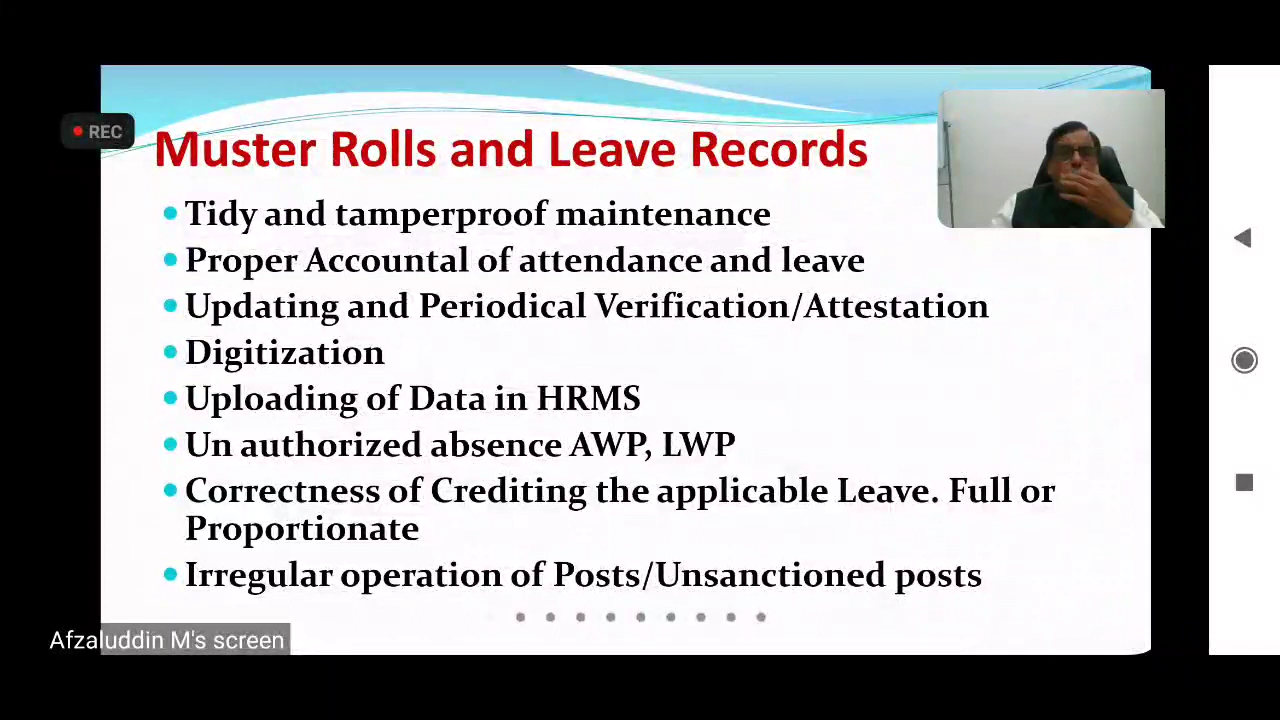 REC
Muster Rolls and Leave Records
Tidy and tamperproof maintenance
Proper Accountal of attendance and leave
Updating and Periodical Verification/Attestation
Digitization
Uploading of Data in HRMS
Un authorized absence AWP, LWP
Correctness of Crediting the applicable Leave. Full or
Proportionate
Irregular operation of Posts/Unsanctioned posts
Afzaluddin M's screen